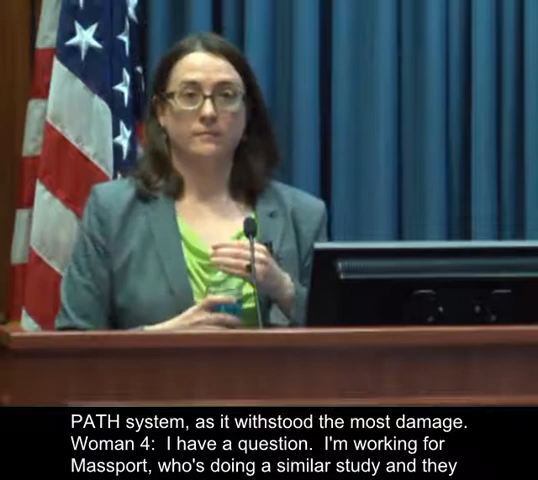 PATH system, as it withstood the most damage.
Woman 4:  I have a question.  I'm working for
Massport, who's doing a similar study and they